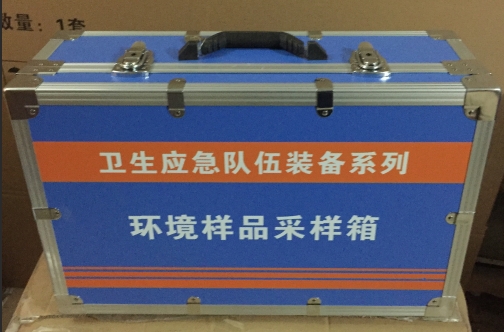 数量：1套
卫生应急队伍装备系列
环境样品采样箱